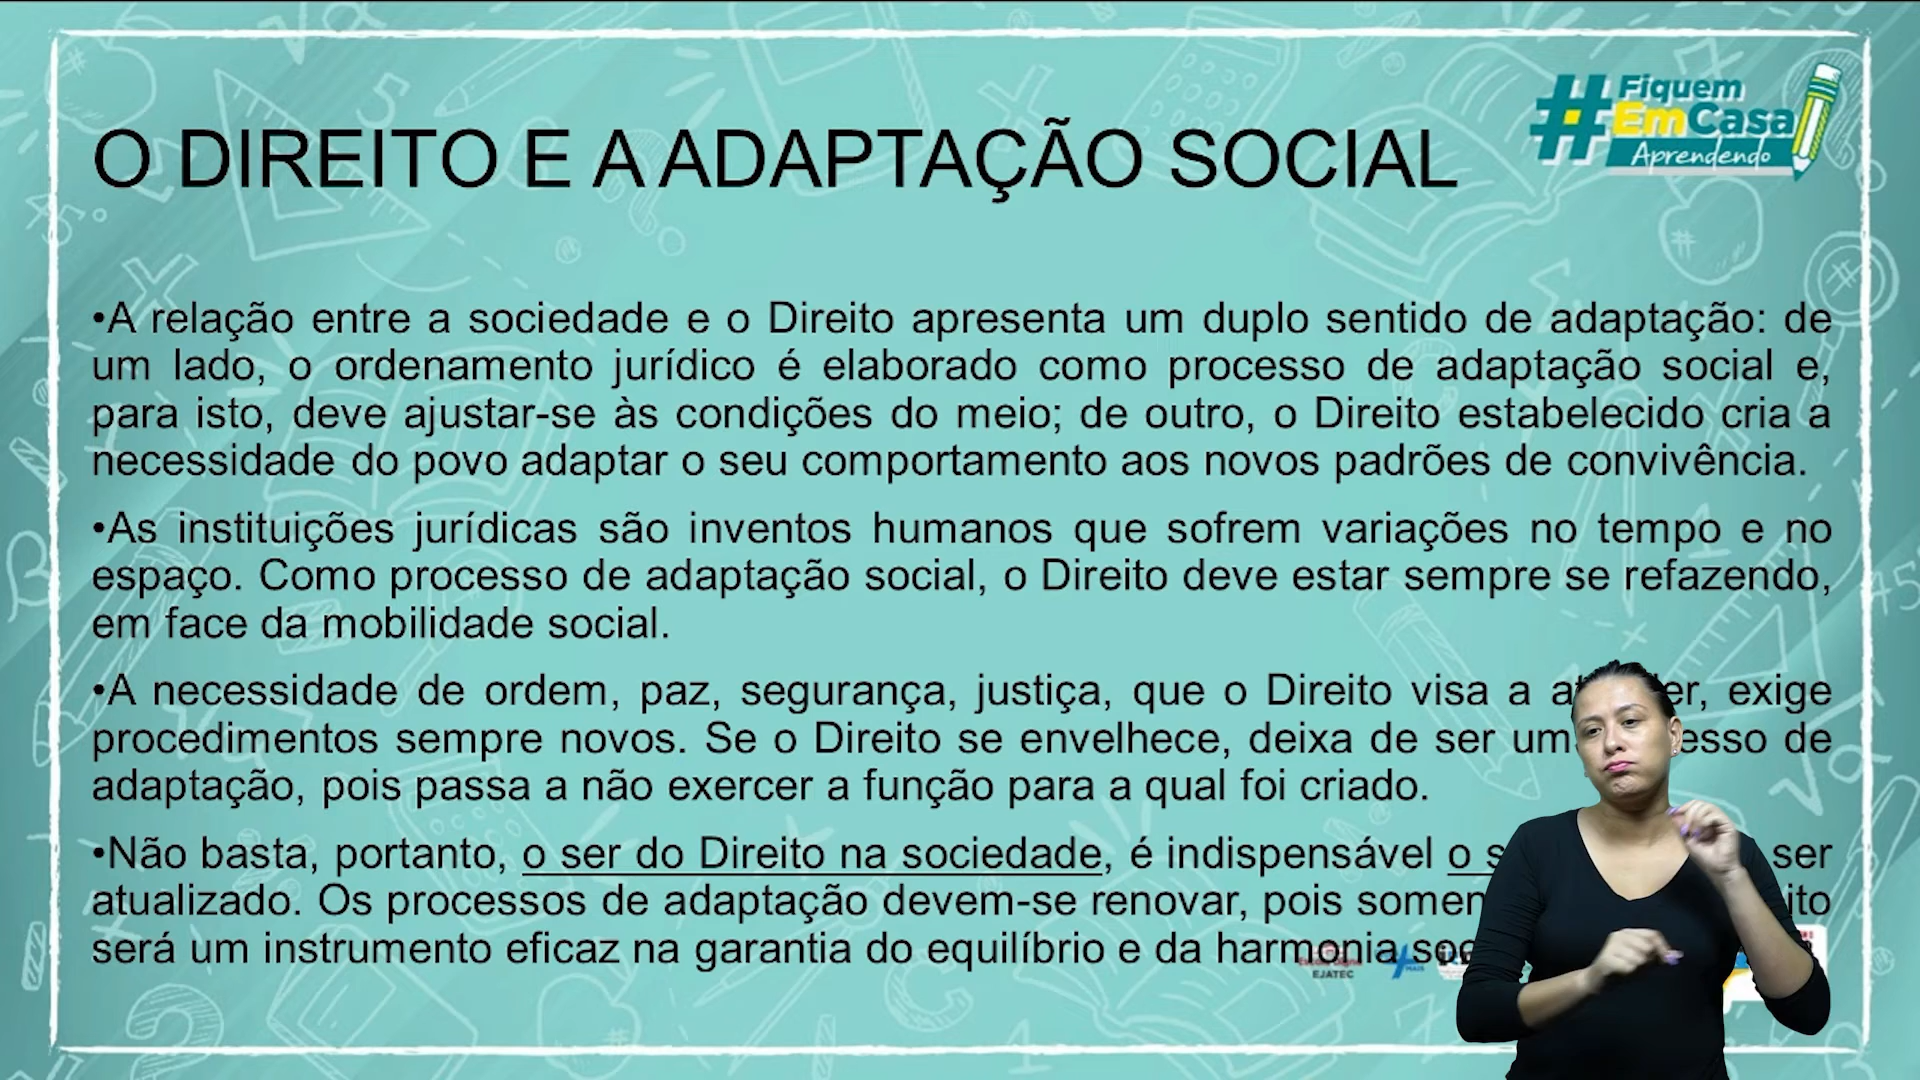 #Fiquem
EmCasa
Aprendendo
O DIREITO E A ADAPTAÇÃO SOCIAL
•A relação entre a sociedade e o Direito apresenta um duplo sentido de adaptação: de
um lado, o ordenamento jurídico é elaborado como processo de adaptação social e,
para isto, deve ajustar-se às condições do meio; de outro, o Direito estabelecido cria a
necessidade do povo adaptar o seu comportamento aos novos padrões de convivência.
•As instituições jurídicas são inventos humanos que sofrem variações no tempo e no
espaço. Como processo de adaptação social, o Direito deve estar sempre se refazendo,
em face da mobilidade social.
•A necessidade de ordem, paz, segurança, justiça, que o Direito visa a exige
procedimentos sempre novos. Se o Direito se envelhece, deixa de ser um de
adaptação, pois passa a não exercer a função para a qual foi criado.
•Não basta, portanto, o ser do Direito na sociedade, é indispensável o ser
atualizado. Os processos de adaptação devem-se renovar, pois
será um instrumento eficaz na garantia do equilíbrio e da harmonia
EJATEC
MAIS